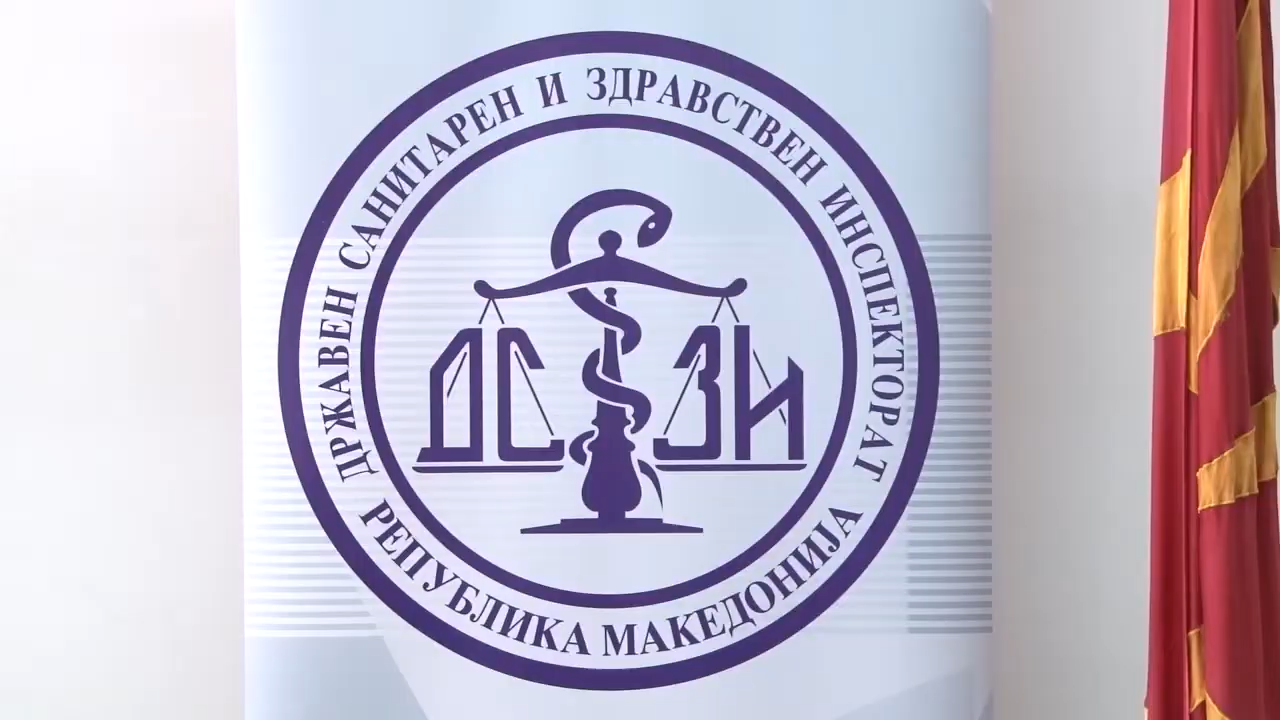 ДРЖАВЕН САНИТАРЕН И ЗДРАВСТВЕН ИНСПЕКТОРАТ
ДСЗИ
РЕПУБЛИКА МАКЕДОНИЈА